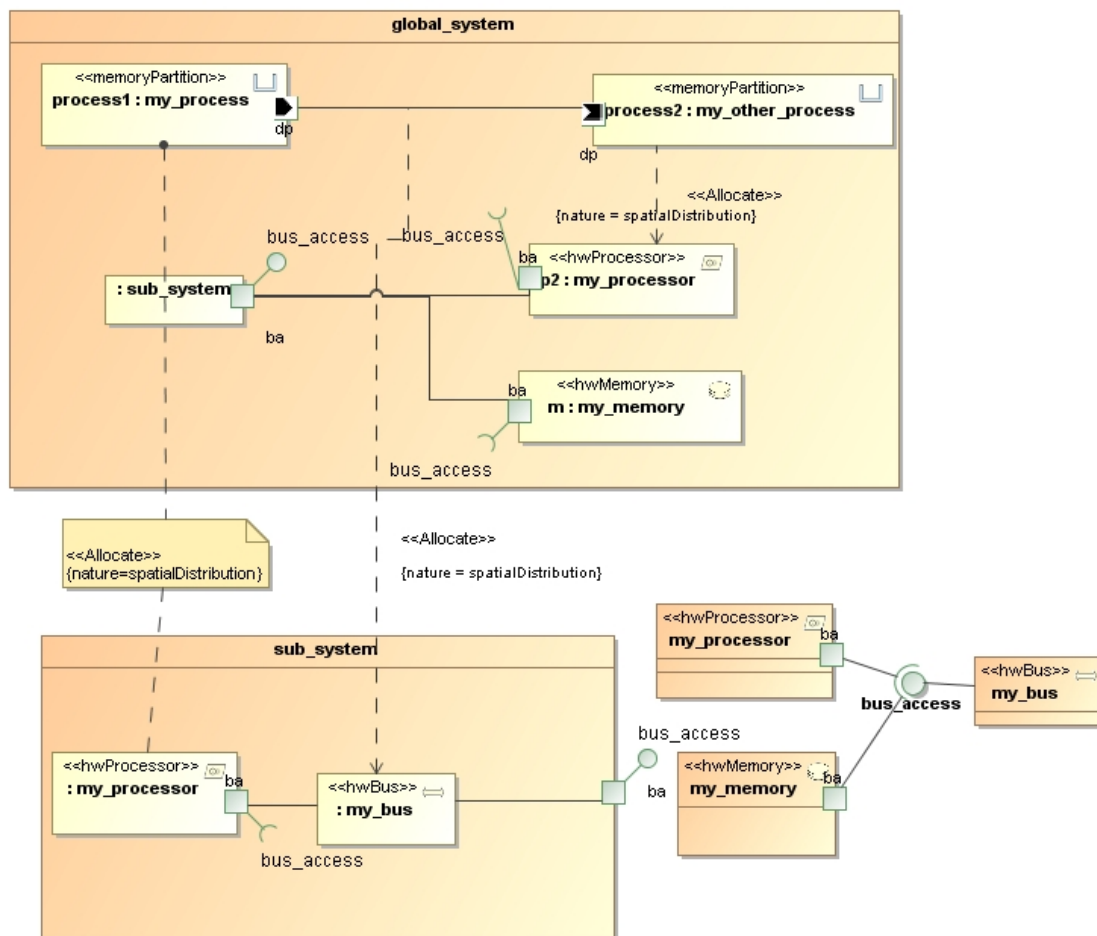 global_system
<<memoryPartition>>
process1 : my_process
dp
<<memoryPartition>>
process2 : my_other_process
dp
<<Allocate>>
{nature = spatialDistribution}
bus_access
bus_access
: sub_system
ba
ba
<<hwProcessor>>
p2 : my_processor
ba
<<hwMemory>>
m : my_memory
bus_access
<<Allocate>>
{nature=spatialDistribution}
<<Allocate>>
{nature = spatialDistribution}
sub_system
<<hwProcessor>>
: my_processor
ba
bus_access
<<hwBus>>
: my_bus
bus_access
ba
<<hwProcessor>>
my_processor
ba
bus_access
<<hwBus>>
my_bus
<<hwMemory>>
my_memory
ba